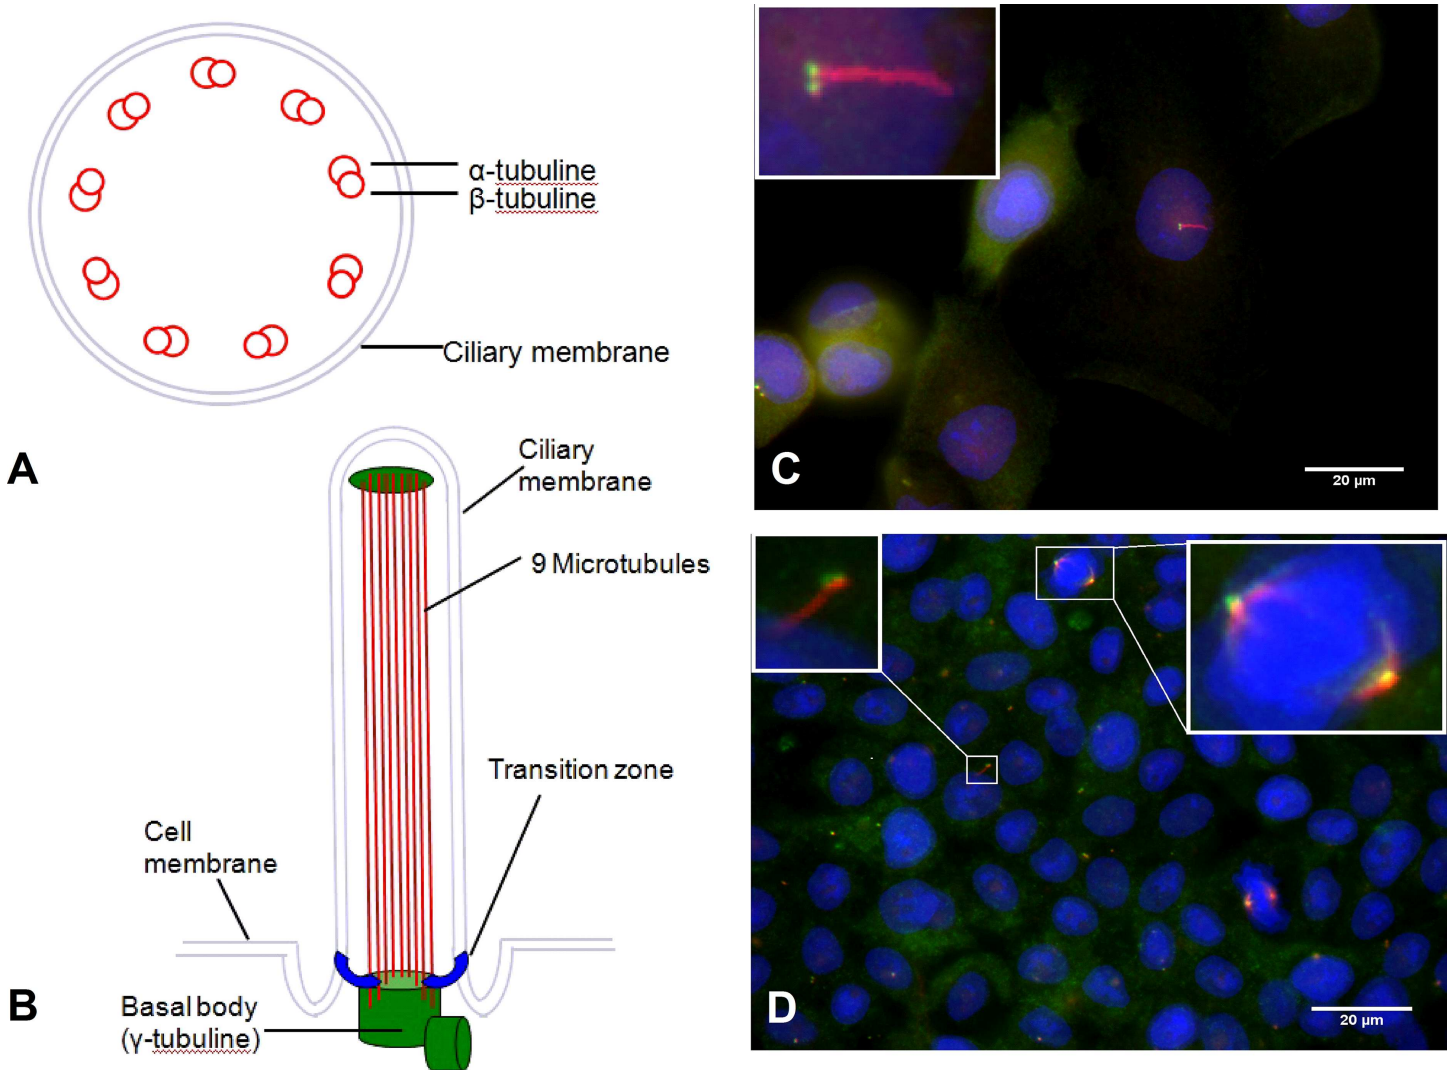 α-tubuline
β-tubuline
Ciliary membrane
A
Ciliary
membrane
9 Microtubules
Transition zone
Cell
membrane
Basal body
(γ-tubuline)
B
C
20 µm
D
20 µm